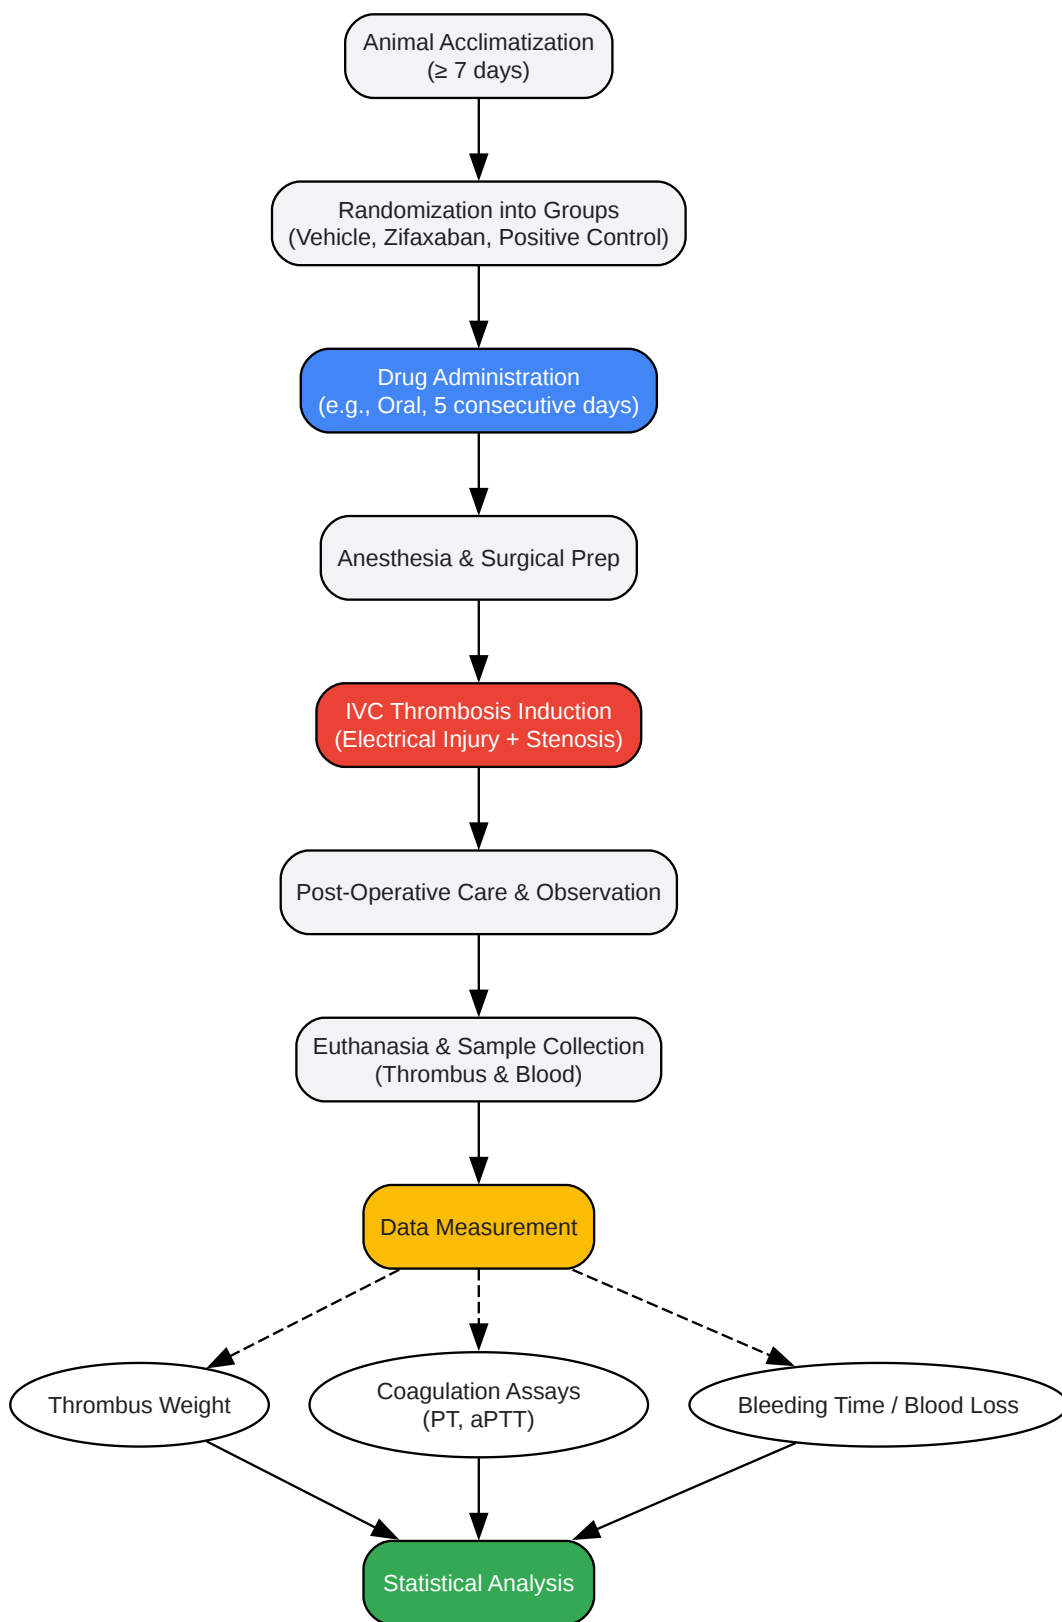 Animal Acclimatization
(≥ 7 days)
Randomization into Groups
(Vehicle, Zifaxaban, Positive Control)
Drug Administration
(e.g., Oral, 5 consecutive days)
Anesthesia & Surgical Prep
IVC Thrombosis Induction
(Electrical Injury + Stenosis)
Post-Operative Care & Observation
Euthanasia & Sample Collection
(Thrombus & Blood)
Data Measurement
Thrombus Weight
Coagulation Assays
(PT, aPTT)
Bleeding Time / Blood Loss
Statistical Analysis